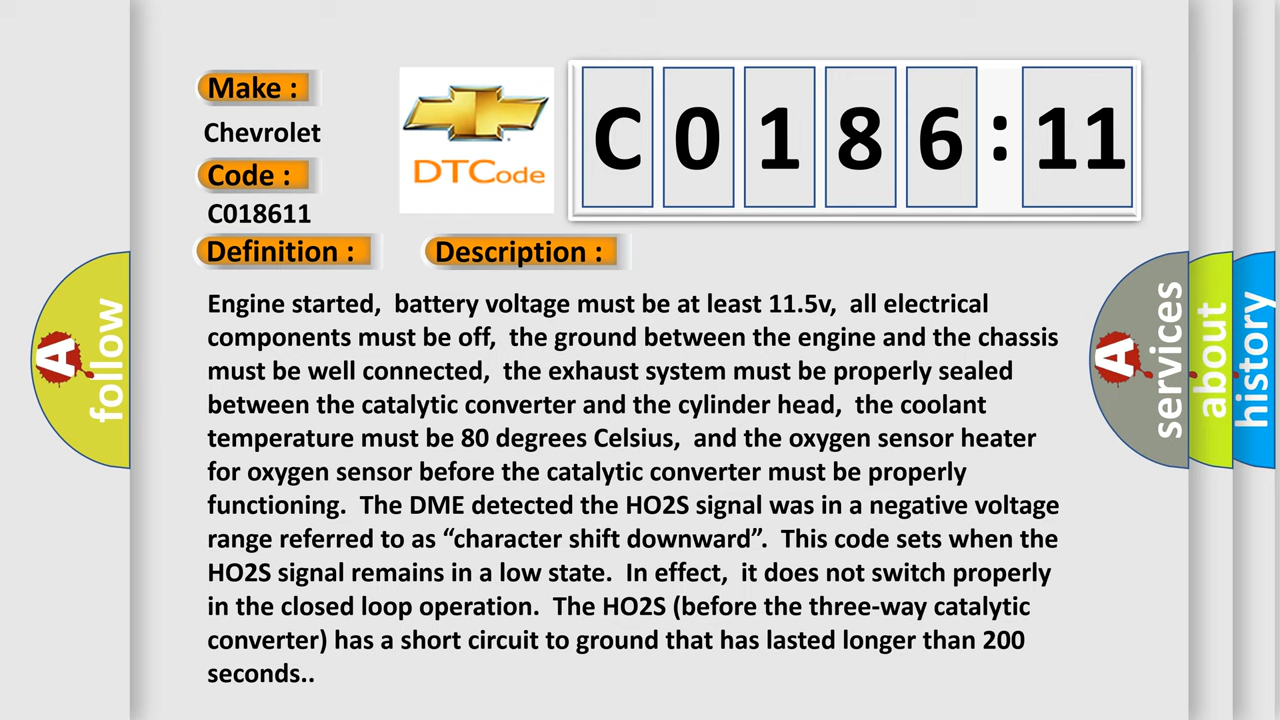 Make :
Chevrolet
Code :
C018611
Definition :
Description :
DTCode
C0186:11
Engine started, battery voltage must be at least 11.5v, all electrical
components must be off, the ground between the engine and the chassis
must be well connected, the exhaust system must be properly sealed
between the catalytic converter and the cylinder head, the coolant
temperature must be 80 degrees Celsius, and the oxygen sensor heater
for oxygen sensor before the catalytic converter must be properly
functioning. The DME detected the HO2S signal was in a negative voltage
range referred to as “character shift downward”. This code sets when the
HO2S signal remains in a low state. In effect, it does not switch properly
in the closed loop operation. The HO2S (before the three-way catalytic
converter) has a short circuit to ground that has lasted longer than 200
seconds..
A
follow
A
services
about
history